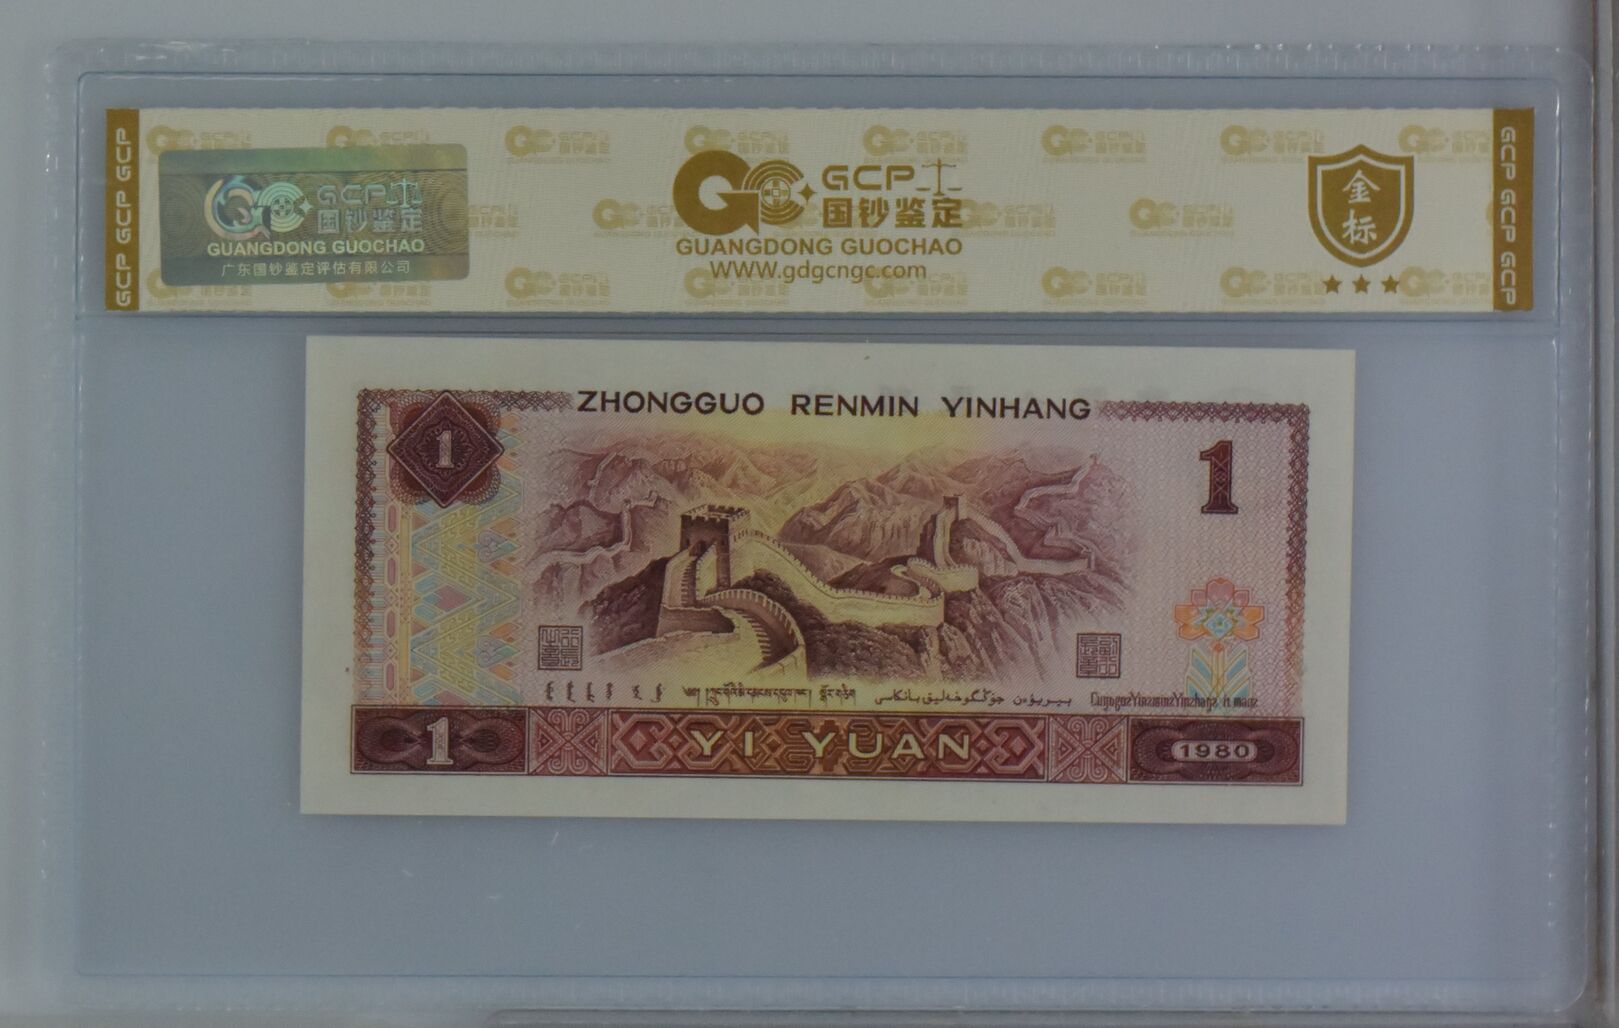 GCP GCP GCP
GCP
国钞鉴定
GUANGDONG GUOCHAO
广东国钞鉴定评估有限公司
GCP
国钞鉴定
GUANGDONG GUOCHAO
WWW.gdgcngc.com
金
标
GCP GCP GCP
ZHONGGUO RENMIN YINHANG
1
1
1
YI YUAN
1980